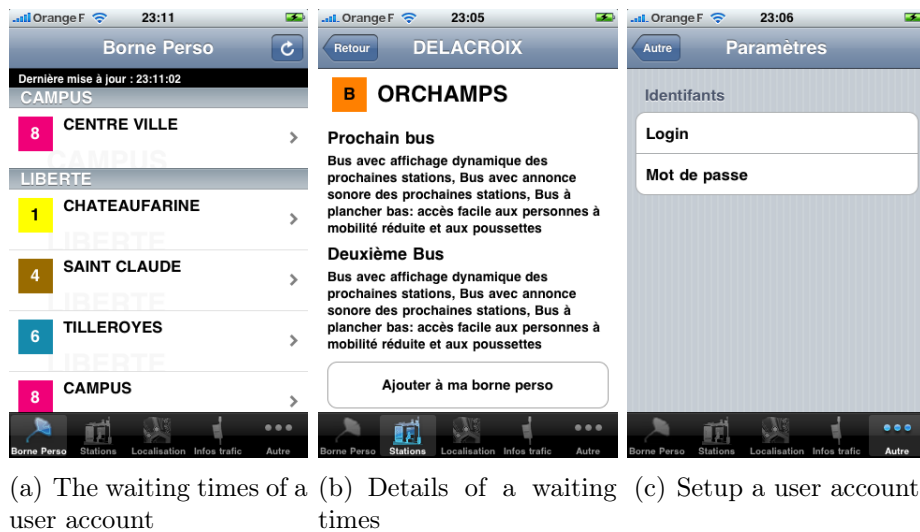 Orange F 23:11
Borne Perso
Dernière mise à jour : 23:11:02
CAMPUS
8 CENTRE VILLE
CAMPUS
LIBERTE
1 CHATEAUFARINE
LIBERTE
4 SAINT CLAUDE
LIBERTE
6 TILLEROYES
LIBERTE
8 CAMPUS
Borne Perso Stations Localisation Infos trafic Autre
(a) The waiting times of a
user account
Orange F 23:05
Retour DELACROIX
B ORCHAMPS
Prochain bus
Bus avec affichage dynamique des
prochaines stations, Bus avec annonce
sonore des prochaines stations, Bus à
plancher bas: accès facile aux personnes à
mobilité réduite et aux poussettes
Deuxième Bus
Bus avec affichage dynamique des
prochaines stations, Bus avec annonce
sonore des prochaines stations, Bus à
plancher bas: accès facile aux personnes à
mobilité réduite et aux poussettes
Ajouter à ma borne perso
Borne Perso Stations Localisation Infos trafic Autre
(b) Details of a waiting
times
Orange F 23:06
Autre Paramètres
Identifants
Login
Mot de passe
Borne Perso Stations Localisation Infos trafic Autre
(c) Setup a user account